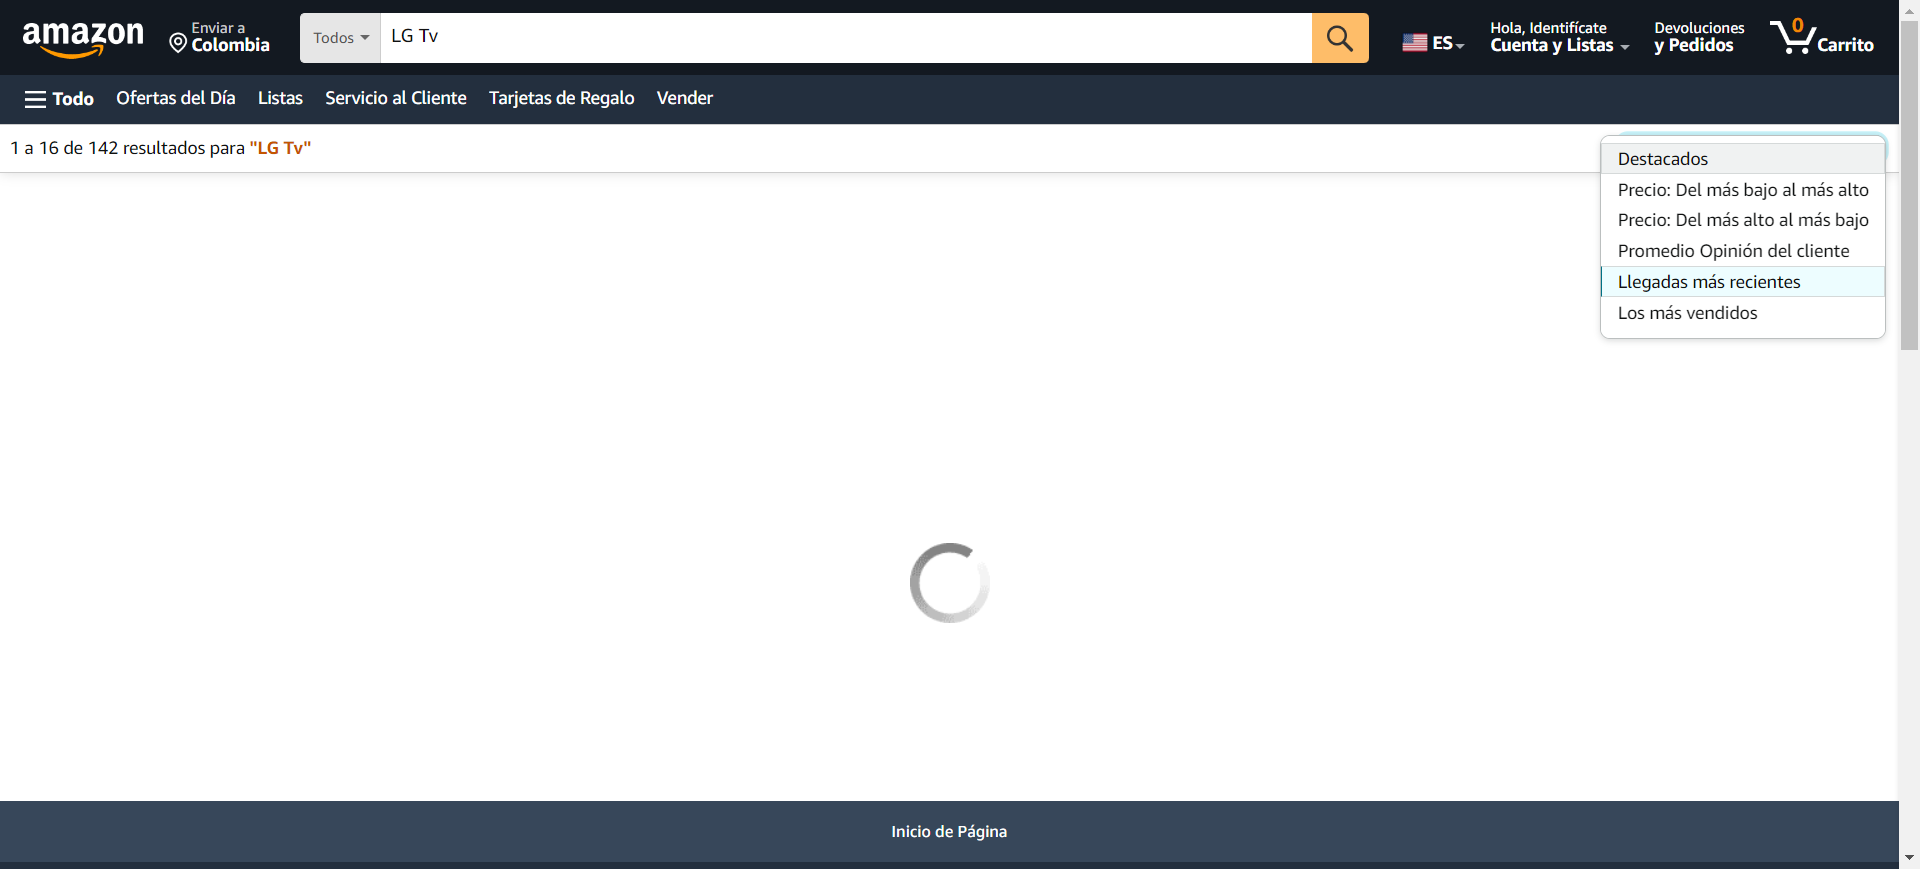 amazon
Enviar a
Colombia
Todos
LG Tv
ES
Hola, Identifícate
Cuenta y Listas
Devoluciones
y Pedidos
0
Carrito
Todo
Ofertas del Día
Listas
Servicio al Cliente
Tarjetas de Regalo
Vender
1 a 16 de 142 resultados para "LG Tv"
Destacados
Precio: Del más bajo al más alto
Precio: Del más alto al más bajo
Promedio Opinión del cliente
Llegadas más recientes
Los más vendidos
Inicio de Página